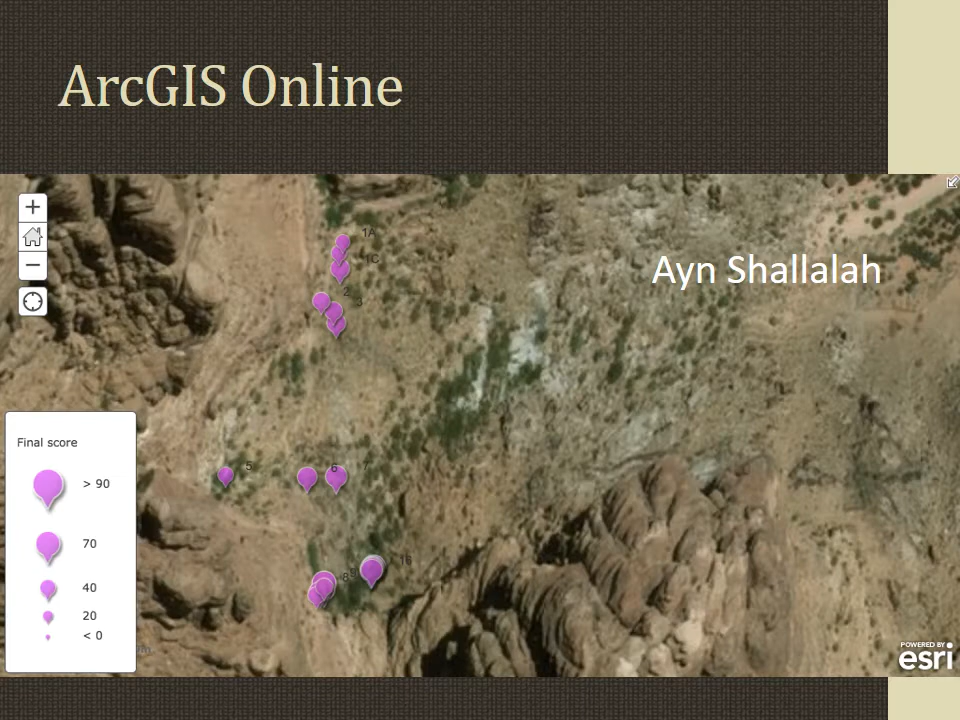 ArcGIS Online
Ayn Shallalah
1A
1C
2
3
5
6
7
8
16
Final score
> 90
70
40
20
< 0
POWERED BY
esri